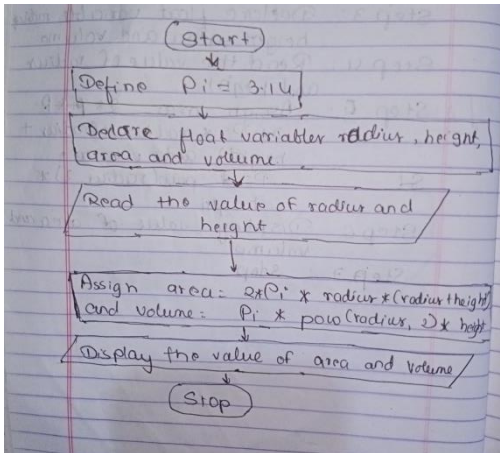 Start
Define Pi = 3.14
Declare float variables radius, height,
area and volume
Read the value of radius and
height
Assign area = 2*Pi * radius * (radius + height)
and volume = Pi * pow(radius, 2) * height
Display the value of area and volume
Stop